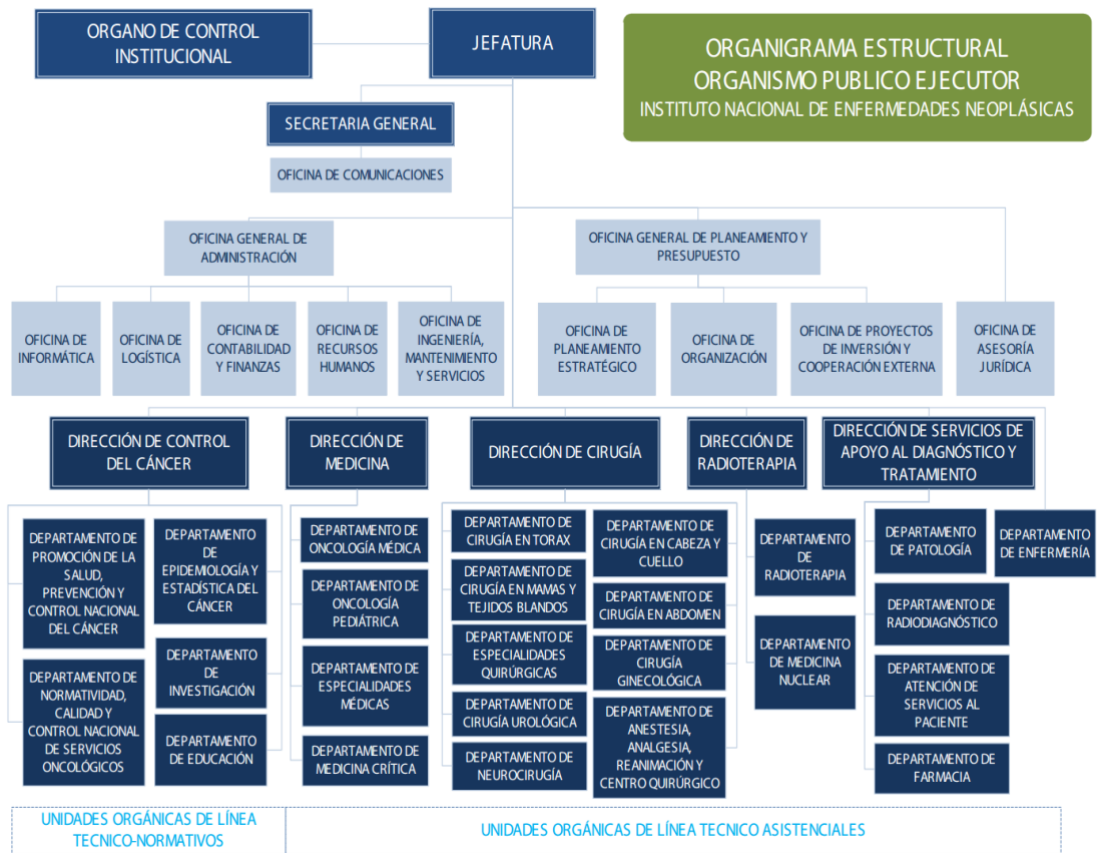 ORGANO DE CONTROL
INSTITUCIONAL
JEFATURA
ORGANIGRAMA ESTRUCTURAL
ORGANISMO PUBLICO EJECUTOR
INSTITUTO NACIONAL DE ENFERMEDADES NEOPLÁSICAS
SECRETARIA GENERAL
OFICINA DE COMUNICACIONES
OFICINA GENERAL DE
ADMINISTRACIÓN
OFICINA GENERAL DE PLANEAMIENTO Y
PRESUPUESTO
OFICINA DE
INFORMÁTICA
OFICINA DE
LOGÍSTICA
OFICINA DE
CONTABILIDAD
Y FINANZAS
OFICINA DE
RECURSOS
HUMANOS
OFICINA DE
INGENIERÍA,
MANTENIMIENTO
Y SERVICIOS
OFICINA DE
PLANEAMIENTO
ESTRATÉGICO
OFICINA DE
ORGANIZACIÓN
OFICINA DE PROYECTOS
DE INVERSIÓN Y
COOPERACIÓN EXTERNA
OFICINA DE
ASESORÍA
JURÍDICA
DIRECCIÓN DE CONTROL
DEL CÁNCER
DIRECCIÓN DE
MEDICINA
DIRECCIÓN DE CIRUGÍA
DIRECCIÓN DE
RADIOTERAPIA
DIRECCIÓN DE SERVICIOS DE
APOYO AL DIAGNÓSTICO Y
TRATAMIENTO
DEPARTAMENTO DE
PROMOCIÓN DE LA
SALUD,
PREVENCIÓN Y
CONTROL NACIONAL
DEL CÁNCER
DEPARTAMENTO DE
NORMATIVIDAD,
CALIDAD Y
CONTROL NACIONAL
DE SERVICIOS
ONCOLÓGICOS
DEPARTAMENTO
DE
EPIDEMIOLOGÍA Y
ESTADÍSTICA DEL
CÁNCER
DEPARTAMENTO
DE
INVESTIGACIÓN
DEPARTAMENTO
DE EDUCACIÓN
DEPARTAMENTO DE
ONCOLOGÍA MÉDICA
DEPARTAMENTO DE
ONCOLOGÍA
PEDIÁTRICA
DEPARTAMENTO DE
ESPECIALIDADES
MÉDICAS
DEPARTAMENTO DE
MEDICINA CRÍTICA
DEPARTAMENTO DE
CIRUGÍA EN TORAX
DEPARTAMENTO DE
CIRUGÍA EN MAMAS Y
TEJIDOS BLANDOS
DEPARTAMENTO DE
ESPECIALIDADES
QUIRÚRGICAS
DEPARTAMENTO DE
CIRUGÍA UROLÓGICA
DEPARTAMENTO DE
NEUROCIRUGÍA
DEPARTAMENTO DE
CIRUGÍA EN CABEZA Y
CUELLO
DEPARTAMENTO DE
CIRUGÍA EN ABDOMEN
DEPARTAMENTO DE
CIRUGÍA
GINECOLÓGICA
DEPARTAMENTO DE
ANESTESIA,
ANALGESIA,
REANIMACIÓN Y
CENTRO QUIRÚRGICO
DEPARTAMENTO
DE
RADIOTERAPIA
DEPARTAMENTO
DE MEDICINA
NUCLEAR
DEPARTAMENTO
DE PATOLOGÍA
DEPARTAMENTO DE
RADIODIAGNÓSTICO
DEPARTAMENTO DE
ATENCIÓN DE
SERVICIOS AL
PACIENTE
DEPARTAMENTO DE
FARMACIA
DEPARTAMENTO
DE ENFERMERÍA
UNIDADES ORGÁNICAS DE LÍNEA
TECNICO-NORMATIVOS
UNIDADES ORGÁNICAS DE LÍNEA TECNICO ASISTENCIALES